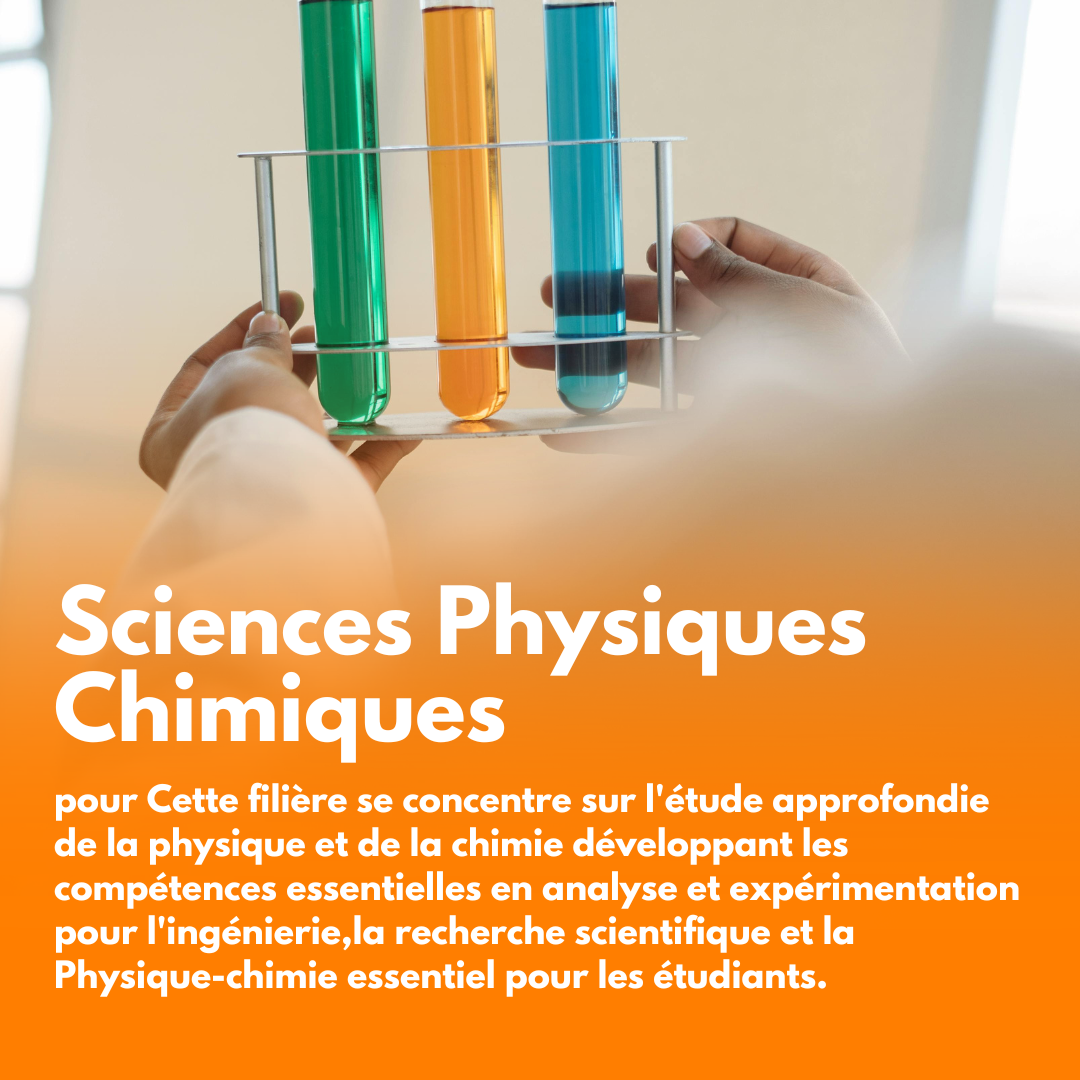 Sciences Physiques
Chimiques
pour Cette filière se concentre sur l'étude approfondie
de la physique et de la chimie développant les
compétences essentielles en analyse et expérimentation
pour l'ingénierie,la recherche scientifique et la
Physique-chimie essentiel pour les étudiants.